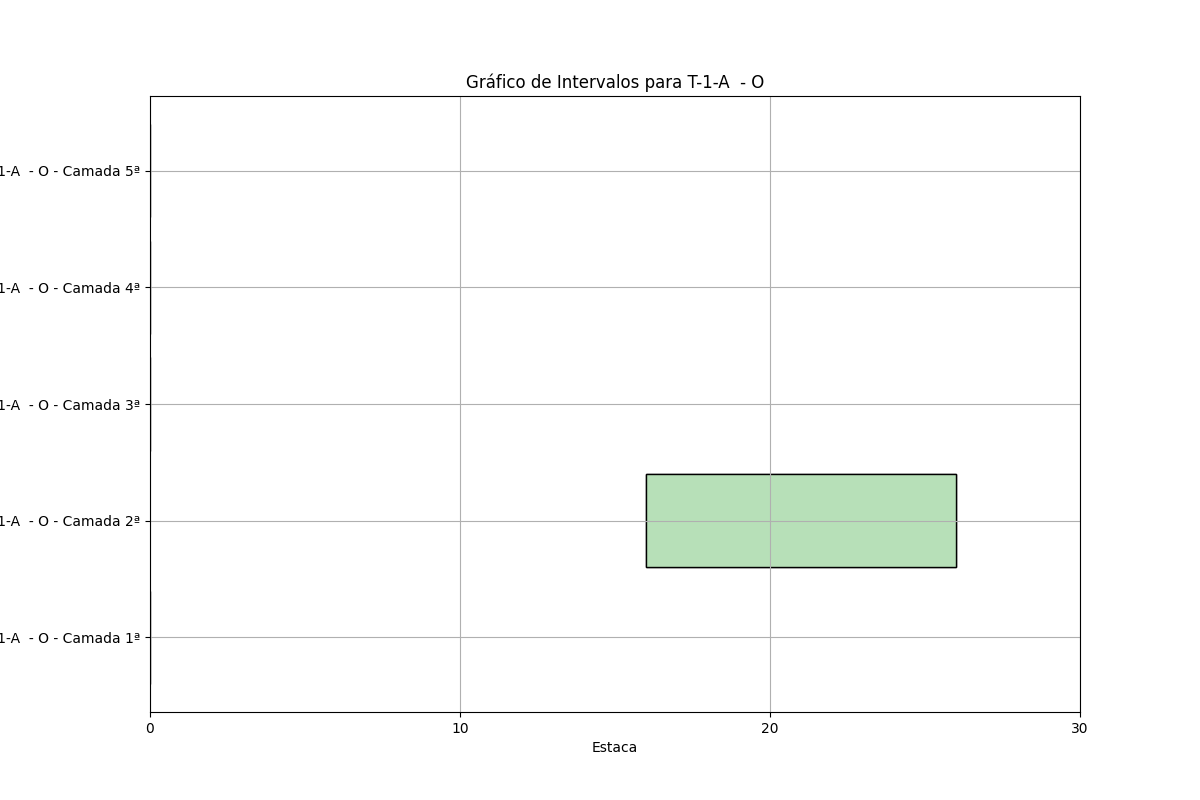 Gráfico de Intervalos para T-1-A  - O
1-A  - O - Camada 5ª
1-A  - O - Camada 4ª
1-A  - O - Camada 3ª
1-A  - O - Camada 2ª
1-A  - O - Camada 1ª
0 10 20 30
Estaca